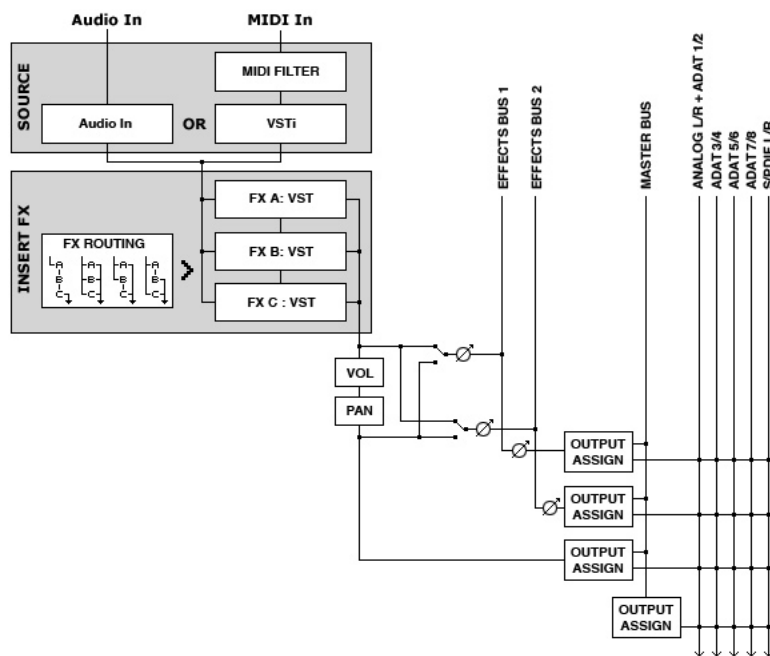 Audio In
MIDI In
SOURCE
MIDI FILTER
Audio In
OR
VSTi
INSERT FX
FX A: VST
FX ROUTING
FX B: VST
FX C : VST
A
B
C
A
B
C
A
B
C
A
B
C
VOL
PAN
EFFECTS BUS 1
EFFECTS BUS 2
MASTER BUS
ANALOG L/R + ADAT 1/2
ADAT 3/4
ADAT 5/6
ADAT 7/8
S/PDIF L/R
OUTPUT
ASSIGN
OUTPUT
ASSIGN
OUTPUT
ASSIGN
OUTPUT
ASSIGN